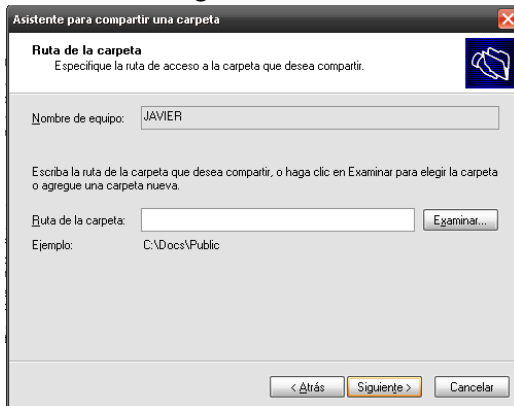 Asistente para compartir una carpeta
Ruta de la carpeta
Especifique la ruta de acceso a la carpeta que desea compartir.
Nombre de equipo: JAVIER
Escriba la ruta de la carpeta que desea compartir, o haga clic en Examinar para elegir la carpeta
o agregue una carpeta nueva.
Ruta de la carpeta: Examinar...
Ejemplo: C:\Docs\Public
< Atrás Siguiente > Cancelar